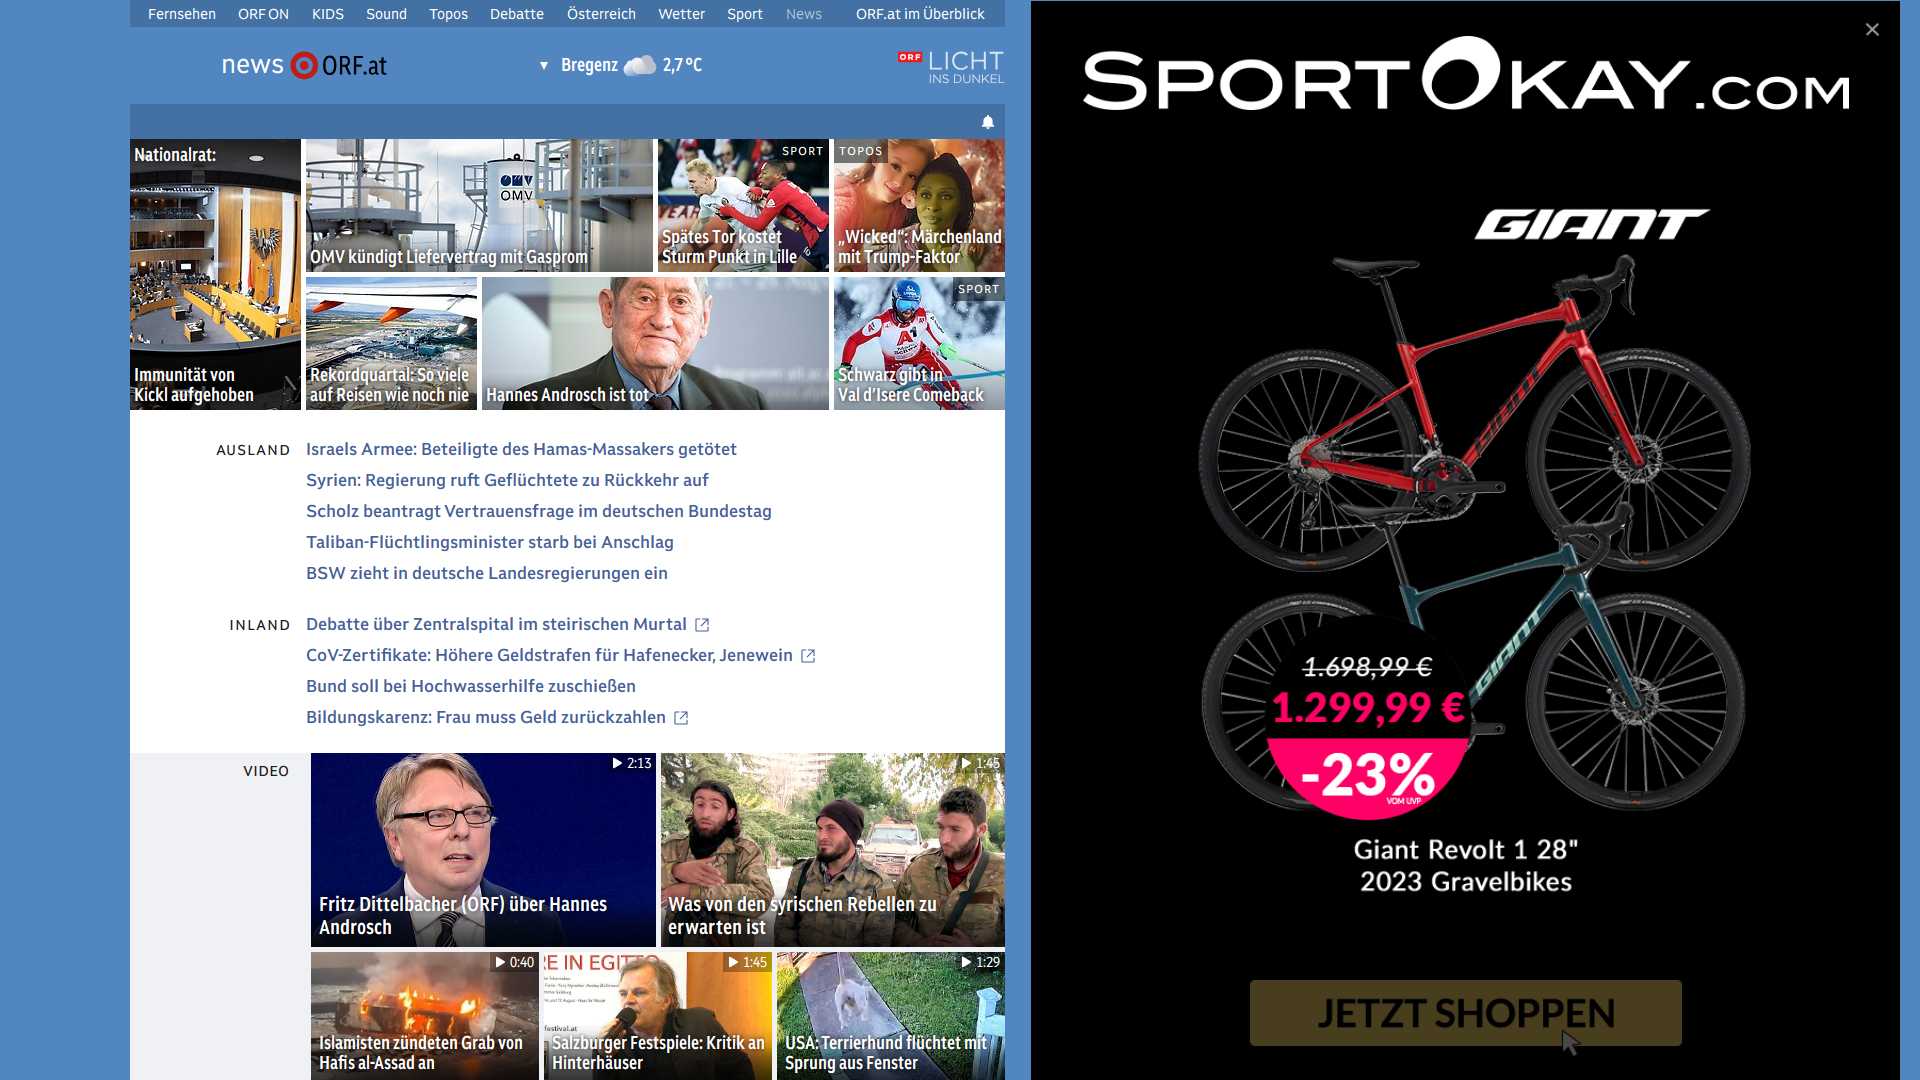 Fernsehen ORF ON KIDS Sound Topos Debatte Österreich Wetter Sport News ORF.at im Überblick
news ORF.at
▼ Bregenz 2,7 °C
ORF LICHT
INS DUNKEL
Nationalrat:
Immunität von
Kickl aufgehoben
OMV
OMV kündigt Liefervertrag mit Gasprom
SPORT
Spätes Tor kostet
Sturm Punkt in Lille
TOPOS
„Wicked“: Märchenland
mit Trump-Faktor
Rekordquartal: So viele
auf Reisen wie noch nie
Hannes Androsch ist tot
SPORT
Schwarz gibt in
Val d’Isere Comeback
AUSLAND
Israels Armee: Beteiligte des Hamas-Massakers getötet
Syrien: Regierung ruft Geflüchtete zu Rückkehr auf
Scholz beantragt Vertrauensfrage im deutschen Bundestag
Taliban-Flüchtlingsminister starb bei Anschlag
BSW zieht in deutsche Landesregierungen ein
INLAND
Debatte über Zentralspital im steirischen Murtal
CoV-Zertifikate: Höhere Geldstrafen für Hafenecker, Jenewein
Bund soll bei Hochwasserhilfe zuschießen
Bildungskarenz: Frau muss Geld zurückzahlen
VIDEO
2:13
Fritz Dittelbacher (ORF) über Hannes
Androsch
1:45
Was von den syrischen Rebellen zu
erwarten ist
0:40
Islamisten zündeten Grab von
Hafis al-Assad an
RE IN EGITTO
festival.at
1:45
Salzburger Festspiele: Kritik an
Hinterhäuser
1:29
USA: Terrierhund flüchtet mit
Sprung aus Fenster
SPORTOKAY.COM
GIANT
GIANT
GIANT
1.698,99 €
1.299,99 €
-23%
VOM UVP
Giant Revolt 1 28"
2023 Gravelbikes
JETZT SHOPPEN